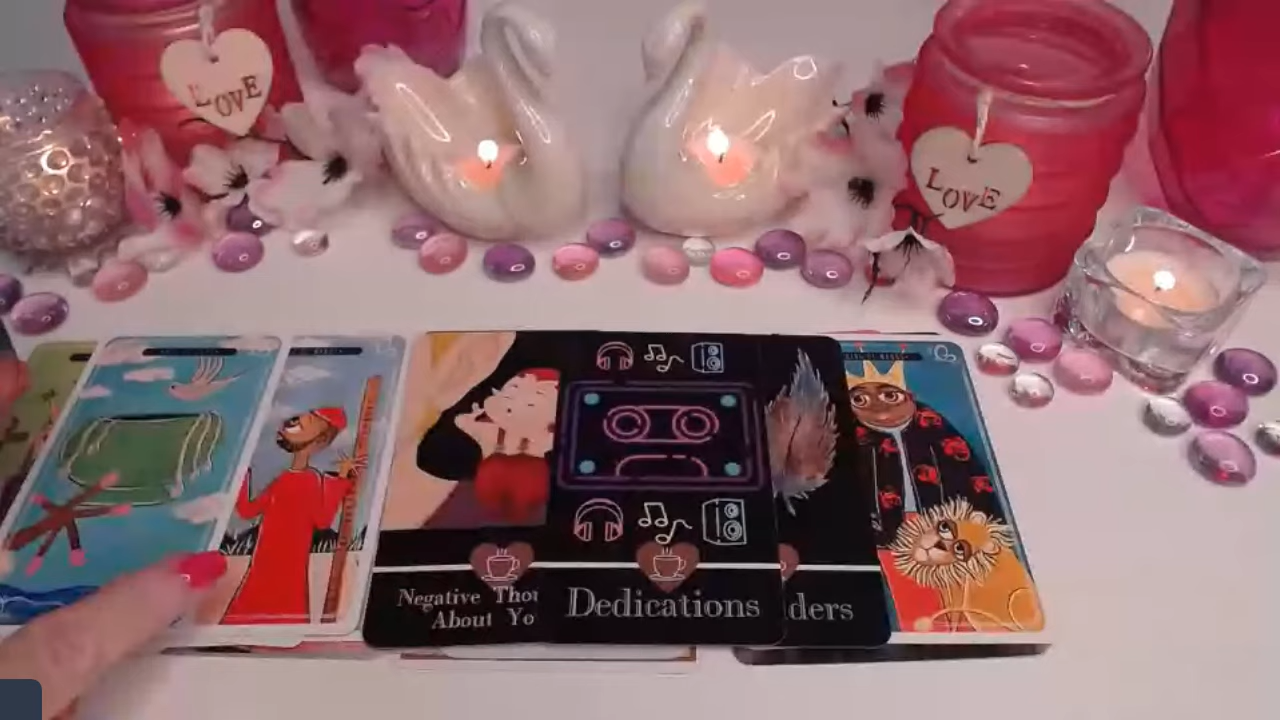 LOVE
LOVE
Negative Thou
About Yo
Dedications
ders